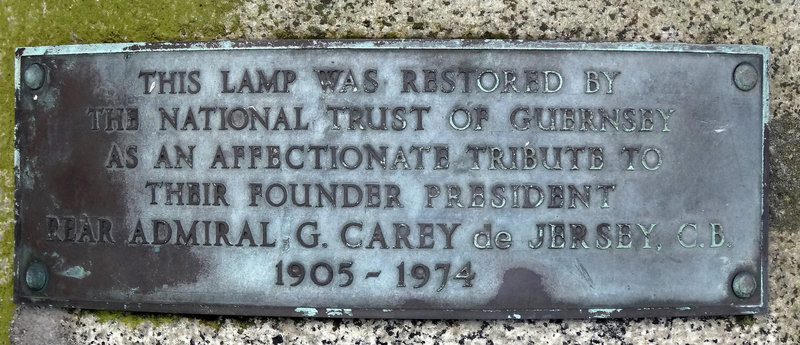 THIS LAMP WAS RESTORED BY
THE NATIONAL TRUST OF GUERNSEY
AS AN AFFECTIONATE TRIBUTE TO
THEIR FOUNDER PRESIDENT
REAR ADMIRAL, G. CAREY de JERSEY, C.B.
1905 - 1974